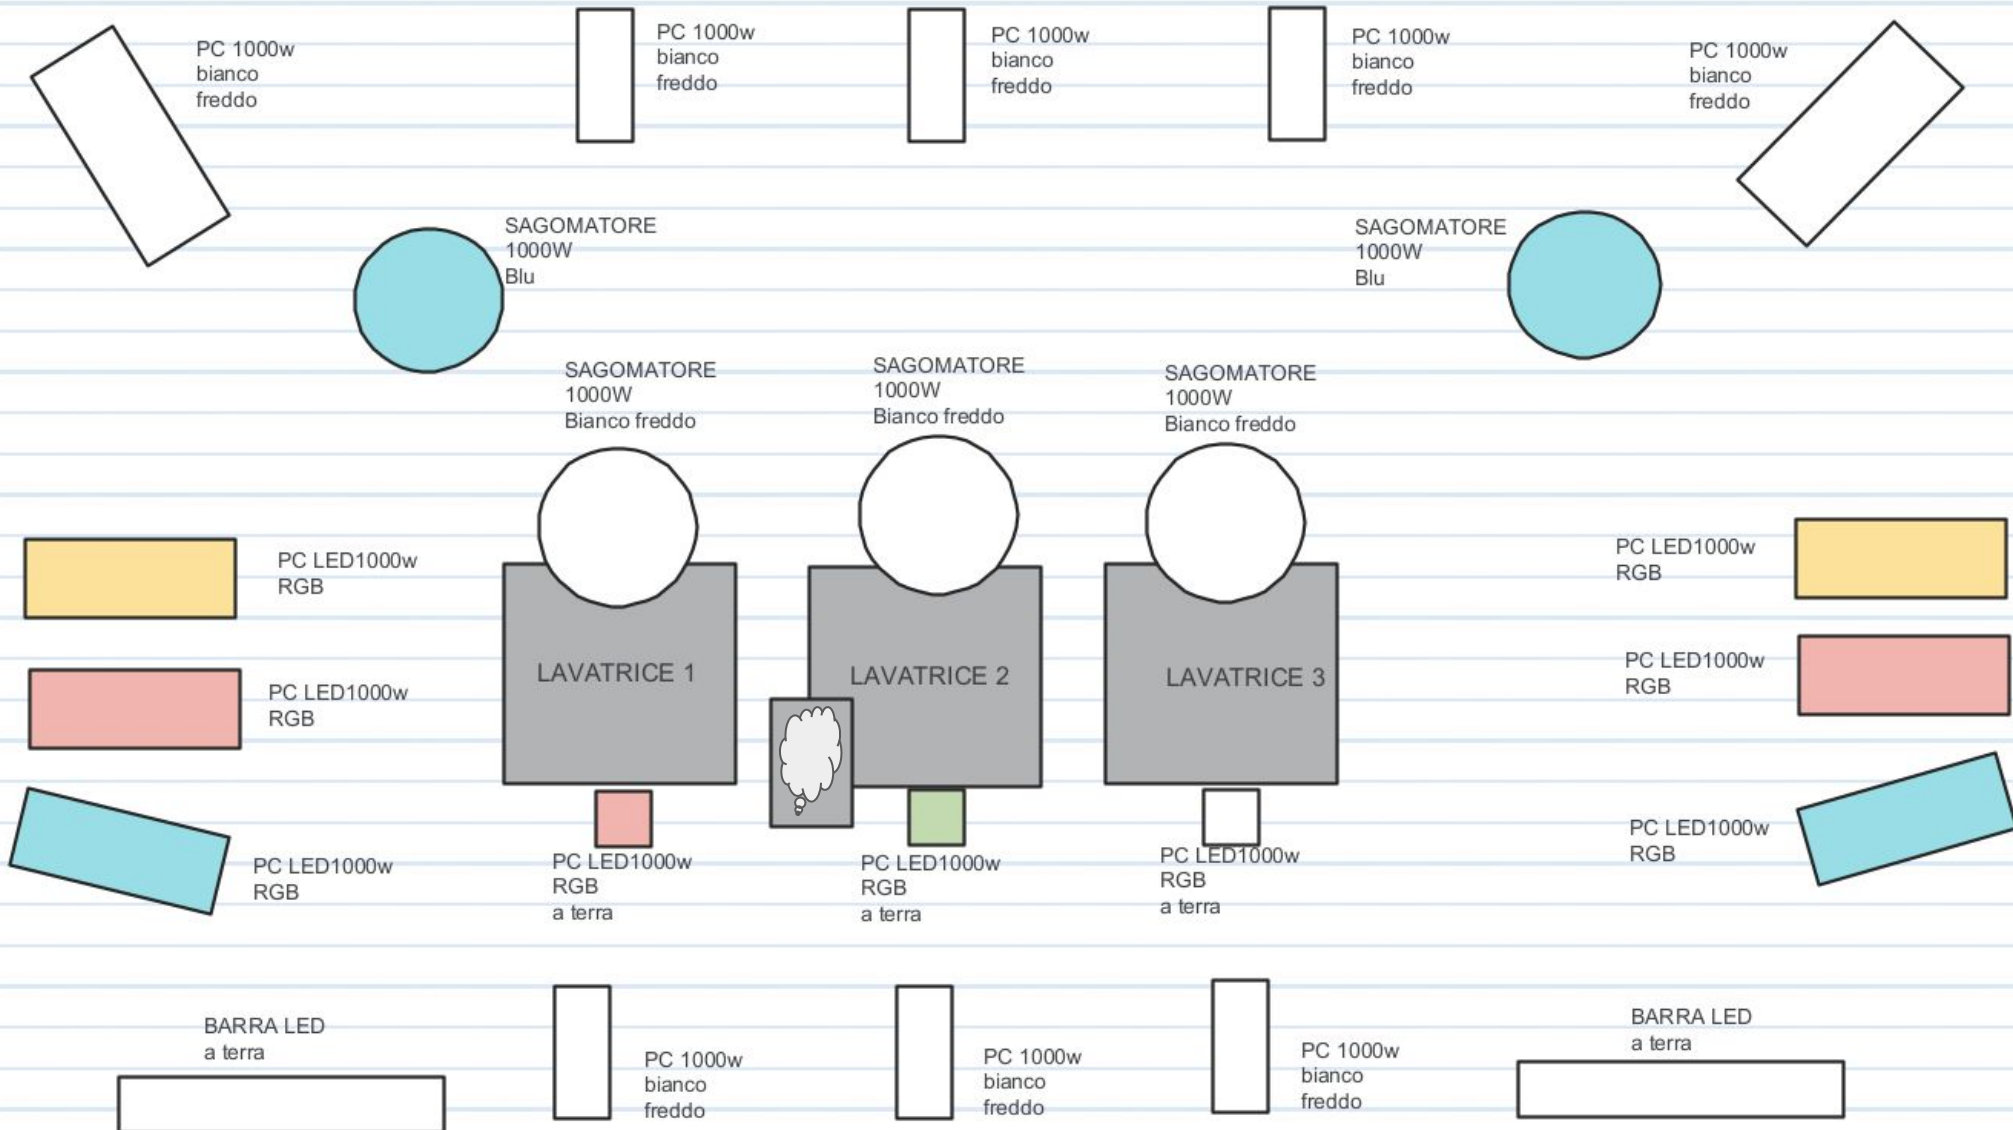 PC 1000w
bianco
freddo
PC 1000w
bianco
freddo
PC 1000w
bianco
freddo
PC 1000w
bianco
freddo
PC 1000w
bianco
freddo
SAGOMATORE
1000W
Blu
SAGOMATORE
1000W
Blu
SAGOMATORE
1000W
Bianco freddo
SAGOMATORE
1000W
Bianco freddo
SAGOMATORE
1000W
Bianco freddo
PC LED1000w
RGB
PC LED1000w
RGB
LAVATRICE 1
LAVATRICE 2
LAVATRICE 3
PC LED1000w
RGB
PC LED1000w
RGB
PC LED1000w
RGB
PC LED1000w
RGB
a terra
PC LED1000w
RGB
a terra
PC LED1000w
RGB
a terra
PC LED1000w
RGB
BARRA LED
a terra
PC 1000w
bianco
freddo
PC 1000w
bianco
freddo
PC 1000w
bianco
freddo
BARRA LED
a terra